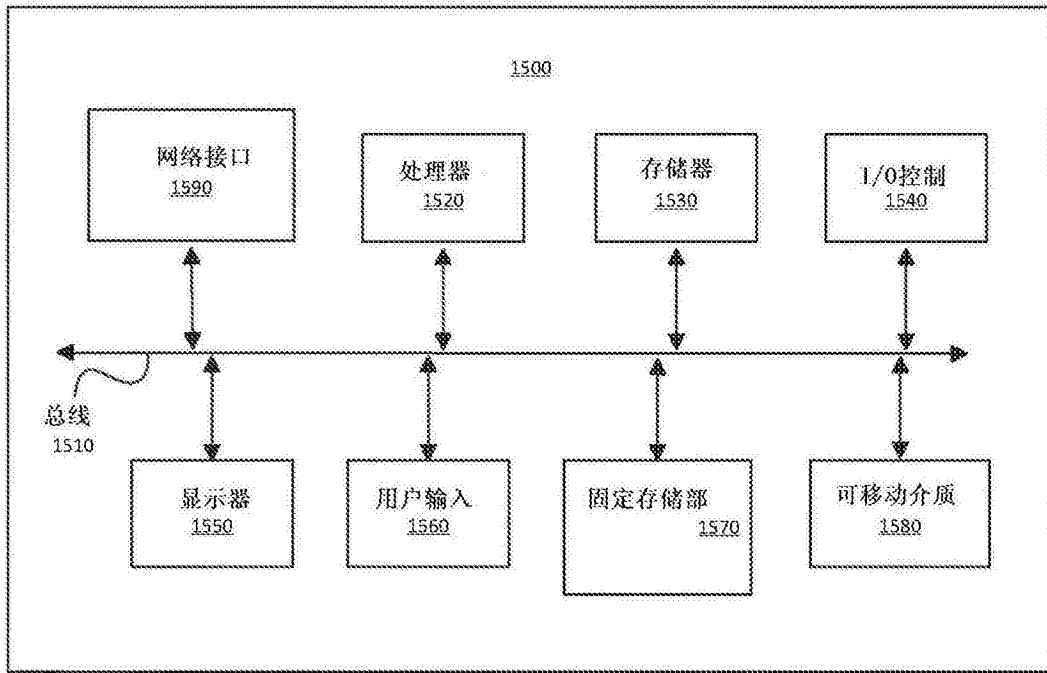 1500
网络接口
1590
处理器
1520
存储器
1530
I/O控制
1540
总线
1510
显示器
1550
用户输入
1560
固定存储部
1570
可移动介质
1580